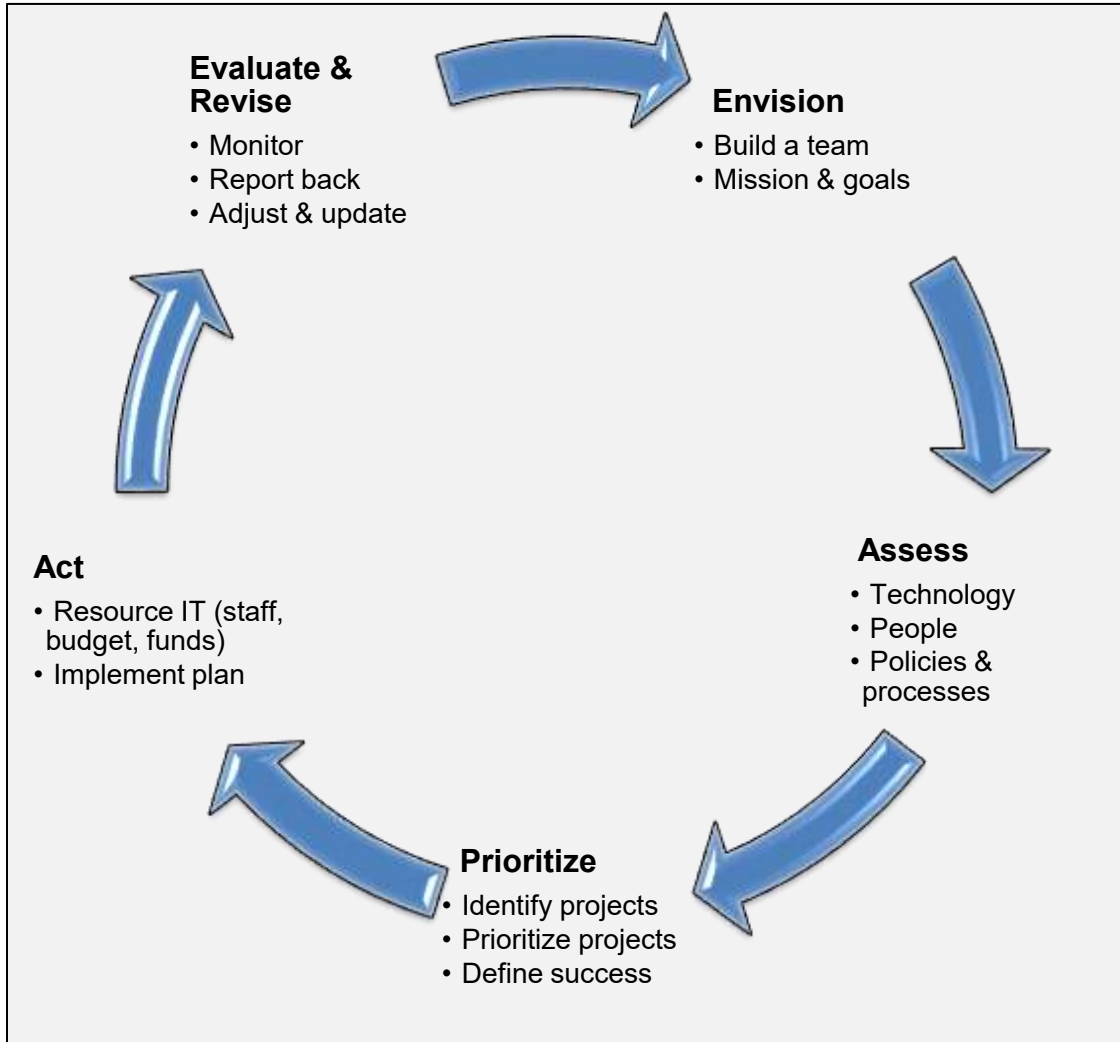 Evaluate &
Revise
• Monitor
• Report back
• Adjust & update
Envision
• Build a team
• Mission & goals
Assess
• Technology
• People
• Policies &
processes
Prioritize
• Identify projects
• Prioritize projects
• Define success
Act
• Resource IT (staff,
budget, funds)
• Implement plan